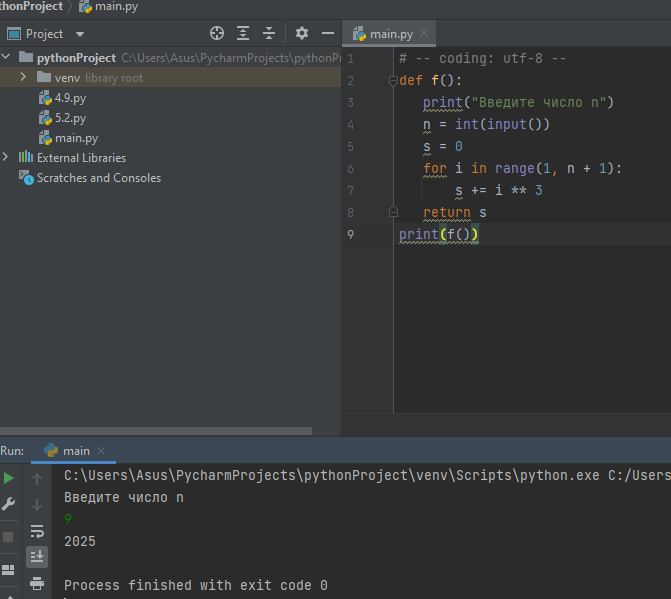 thonProject main.py
Project
pythonProject C:\Users\Asus\PycharmProjects\pythonP
venv library root
4.9.py
5.2.py
main.py
External Libraries
Scratches and Consoles
main.py
1 # -- coding: utf-8 --
2 def f():
3 print("Введите число n")
4 n = int(input())
5 s = 0
6 for i in range(1, n + 1):
7 s += i ** 3
8 return s
9 print(f())
Run: main
C:\Users\Asus\PycharmProjects\pythonProject\venv\Scripts\python.exe C:/Users
Введите число n
9
2025
Process finished with exit code 0